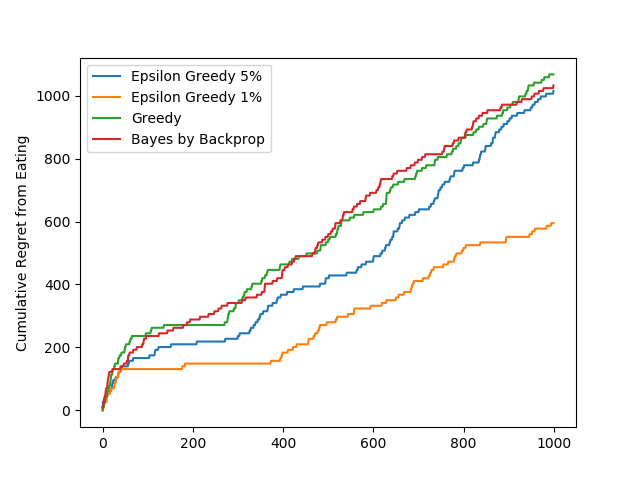 Epsilon Greedy 5%
Epsilon Greedy 1%
Greedy
Bayes by Backprop
Cumulative Regret from Eating
1000
800
600
400
200
0
0 200 400 600 800 1000